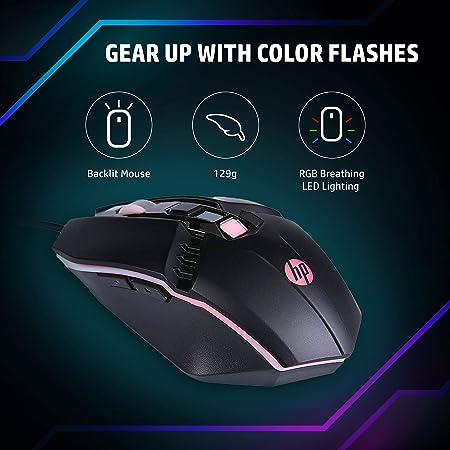 GEAR UP WITH COLOR FLASHES
Backlit Mouse
129g
RGB Breathing
LED Lighting
hp